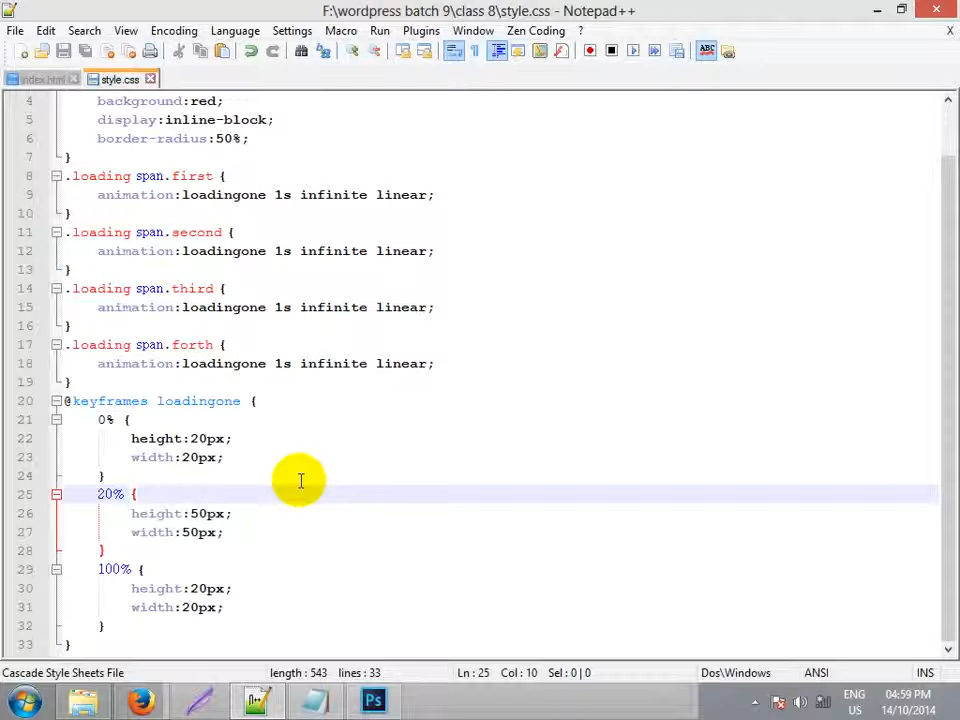 F:\wordpress batch 9\class 8\style.css - Notepad++
File Edit Search View Encoding Language Settings Macro Run Plugins Window Zen Coding ? X
index.html style.css
4 background:red;
5 display:inline-block;
6 border-radius:50%;
7 }
8 .loading span.first {
9 animation:loadingone 1s infinite linear;
10 }
11 .loading span.second {
12 animation:loadingone 1s infinite linear;
13 }
14 .loading span.third {
15 animation:loadingone 1s infinite linear;
16 }
17 .loading span.forth {
18 animation:loadingone 1s infinite linear;
19 }
20 @keyframes loadingone {
21 0% {
22 height:20px;
23 width:20px;
24 }
25 20% {
26 height:50px;
27 width:50px;
28 }
29 100% {
30 height:20px;
31 width:20px;
32 }
33 }
Cascade Style Sheets File length : 543 lines : 33 Ln : 25 Col : 10 Sel : 0 | 0 Dos\Windows ANSI INS
Ps ENG 04:59 PM
US 14/10/2014